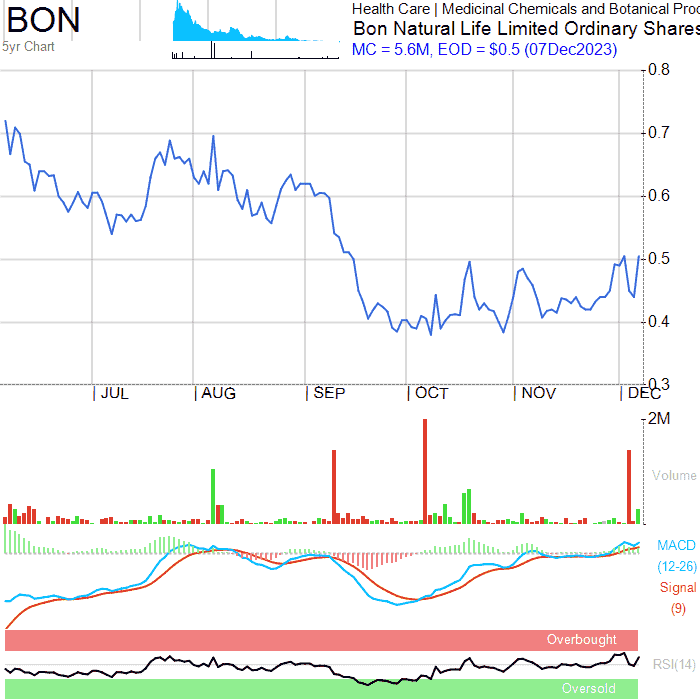 BON
5yr Chart
Health Care | Medicinal Chemicals and Botanical Proc
Bon Natural Life Limited Ordinary Shares
MC = 5.6M, EOD = $0.5 (07Dec2023)
0.8
0.7
0.6
0.5
0.4
0.3
JUL AUG SEP OCT NOV DEC
2M
Volume
MACD
(12-26)
Signal
(9)
Overbought
RSI(14)
Oversold